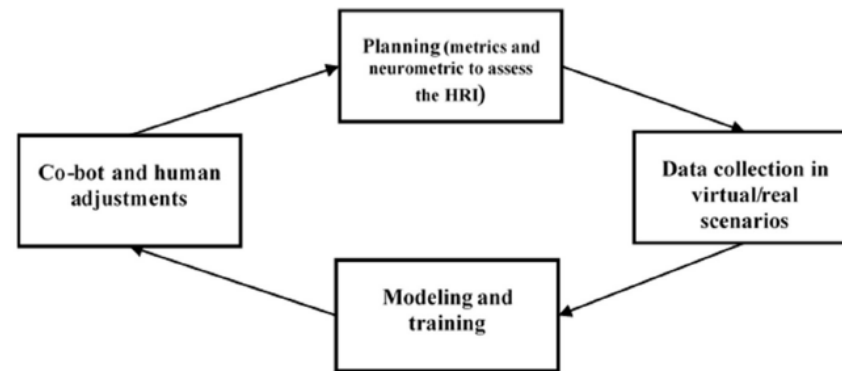 Planning (metrics and
neurometric to assess
the HRI)
Co-bot and human
adjustments
Data collection in
virtual/real
scenarios
Modeling and
training